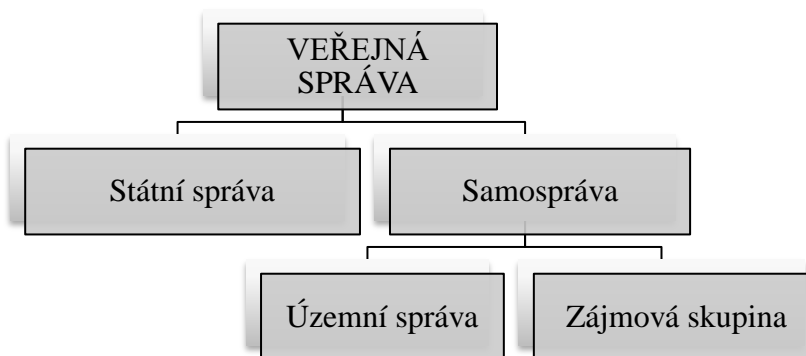 VEŘEJNÁ
SPRÁVA
Státní správa
Samospráva
Územní správa
Zájmová skupina